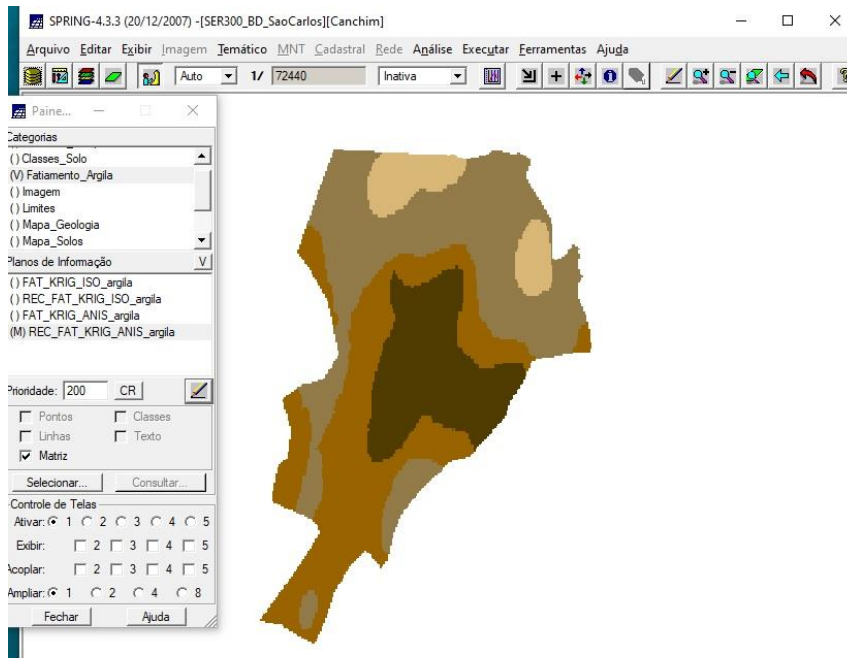 SPRING-4.3.3 (20/12/2007) -[SER300_BD_SaoCarlos][Canchim]
Arquivo Editar Exibir Imagem Temático MNT Cadastral Rede Análise Executar Ferramentas Ajuda
Auto 1/ 72440 Inativa
Paine...
Categorias
( ) Classes_Solo
(V) Fatiamento_Argila
( ) Imagem
( ) Limites
( ) Mapa_Geologia
( ) Mapa_Solos
Planos de Informação V
( ) FAT_KRIG_ISO_argila
( ) REC_FAT_KRIG_ISO_argila
( ) FAT_KRIG_ANIS_argila
(M) REC_FAT_KRIG_ANIS_argila
Prioridade: 200 CR
Pontos Classes
Linhas Texto
Matriz
Selecionar... Consultar...
Controle de Telas
Ativar: 1 2 3 4 5
Exibir: 2 3 4 5
Acoplar: 2 3 4 5
Ampliar: 1 2 4 8
Fechar Ajuda